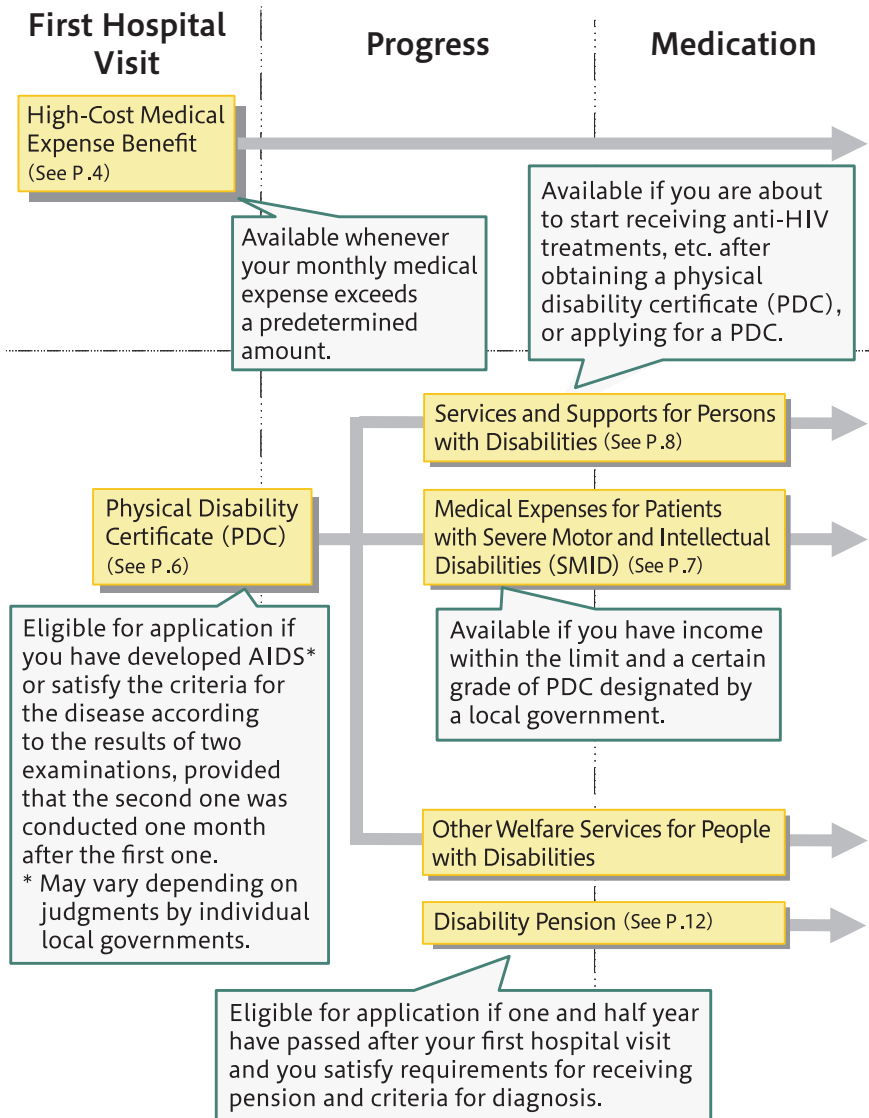 First Hospital
Visit
Progress
Medication
High-Cost Medical
Expense Benefit
(See P.4)
Available whenever
your monthly medical
expense exceeds
a predetermined
amount.
Available if you are about
to start receiving anti-HIV
treatments, etc. after
obtaining a physical
disability certificate (PDC),
or applying for a PDC.
Services and Supports for Persons
with Disabilities (See P.8)
Physical Disability
Certificate (PDC)
(See P.6)
Medical Expenses for Patients
with Severe Motor and Intellectual
Disabilities (SMID) (See P.7)
Eligible for application if
you have developed AIDS*
or satisfy the criteria for
the disease according
to the results of two
examinations, provided
that the second one was
conducted one month
after the first one.
* May vary depending on
judgments by individual
local governments.
Available if you have income
within the limit and a certain
grade of PDC designated by
a local government.
Other Welfare Services for People
with Disabilities
Disability Pension (See P.12)
Eligible for application if one and half year
have passed after your first hospital visit
and you satisfy requirements for receiving
pension and criteria for diagnosis.